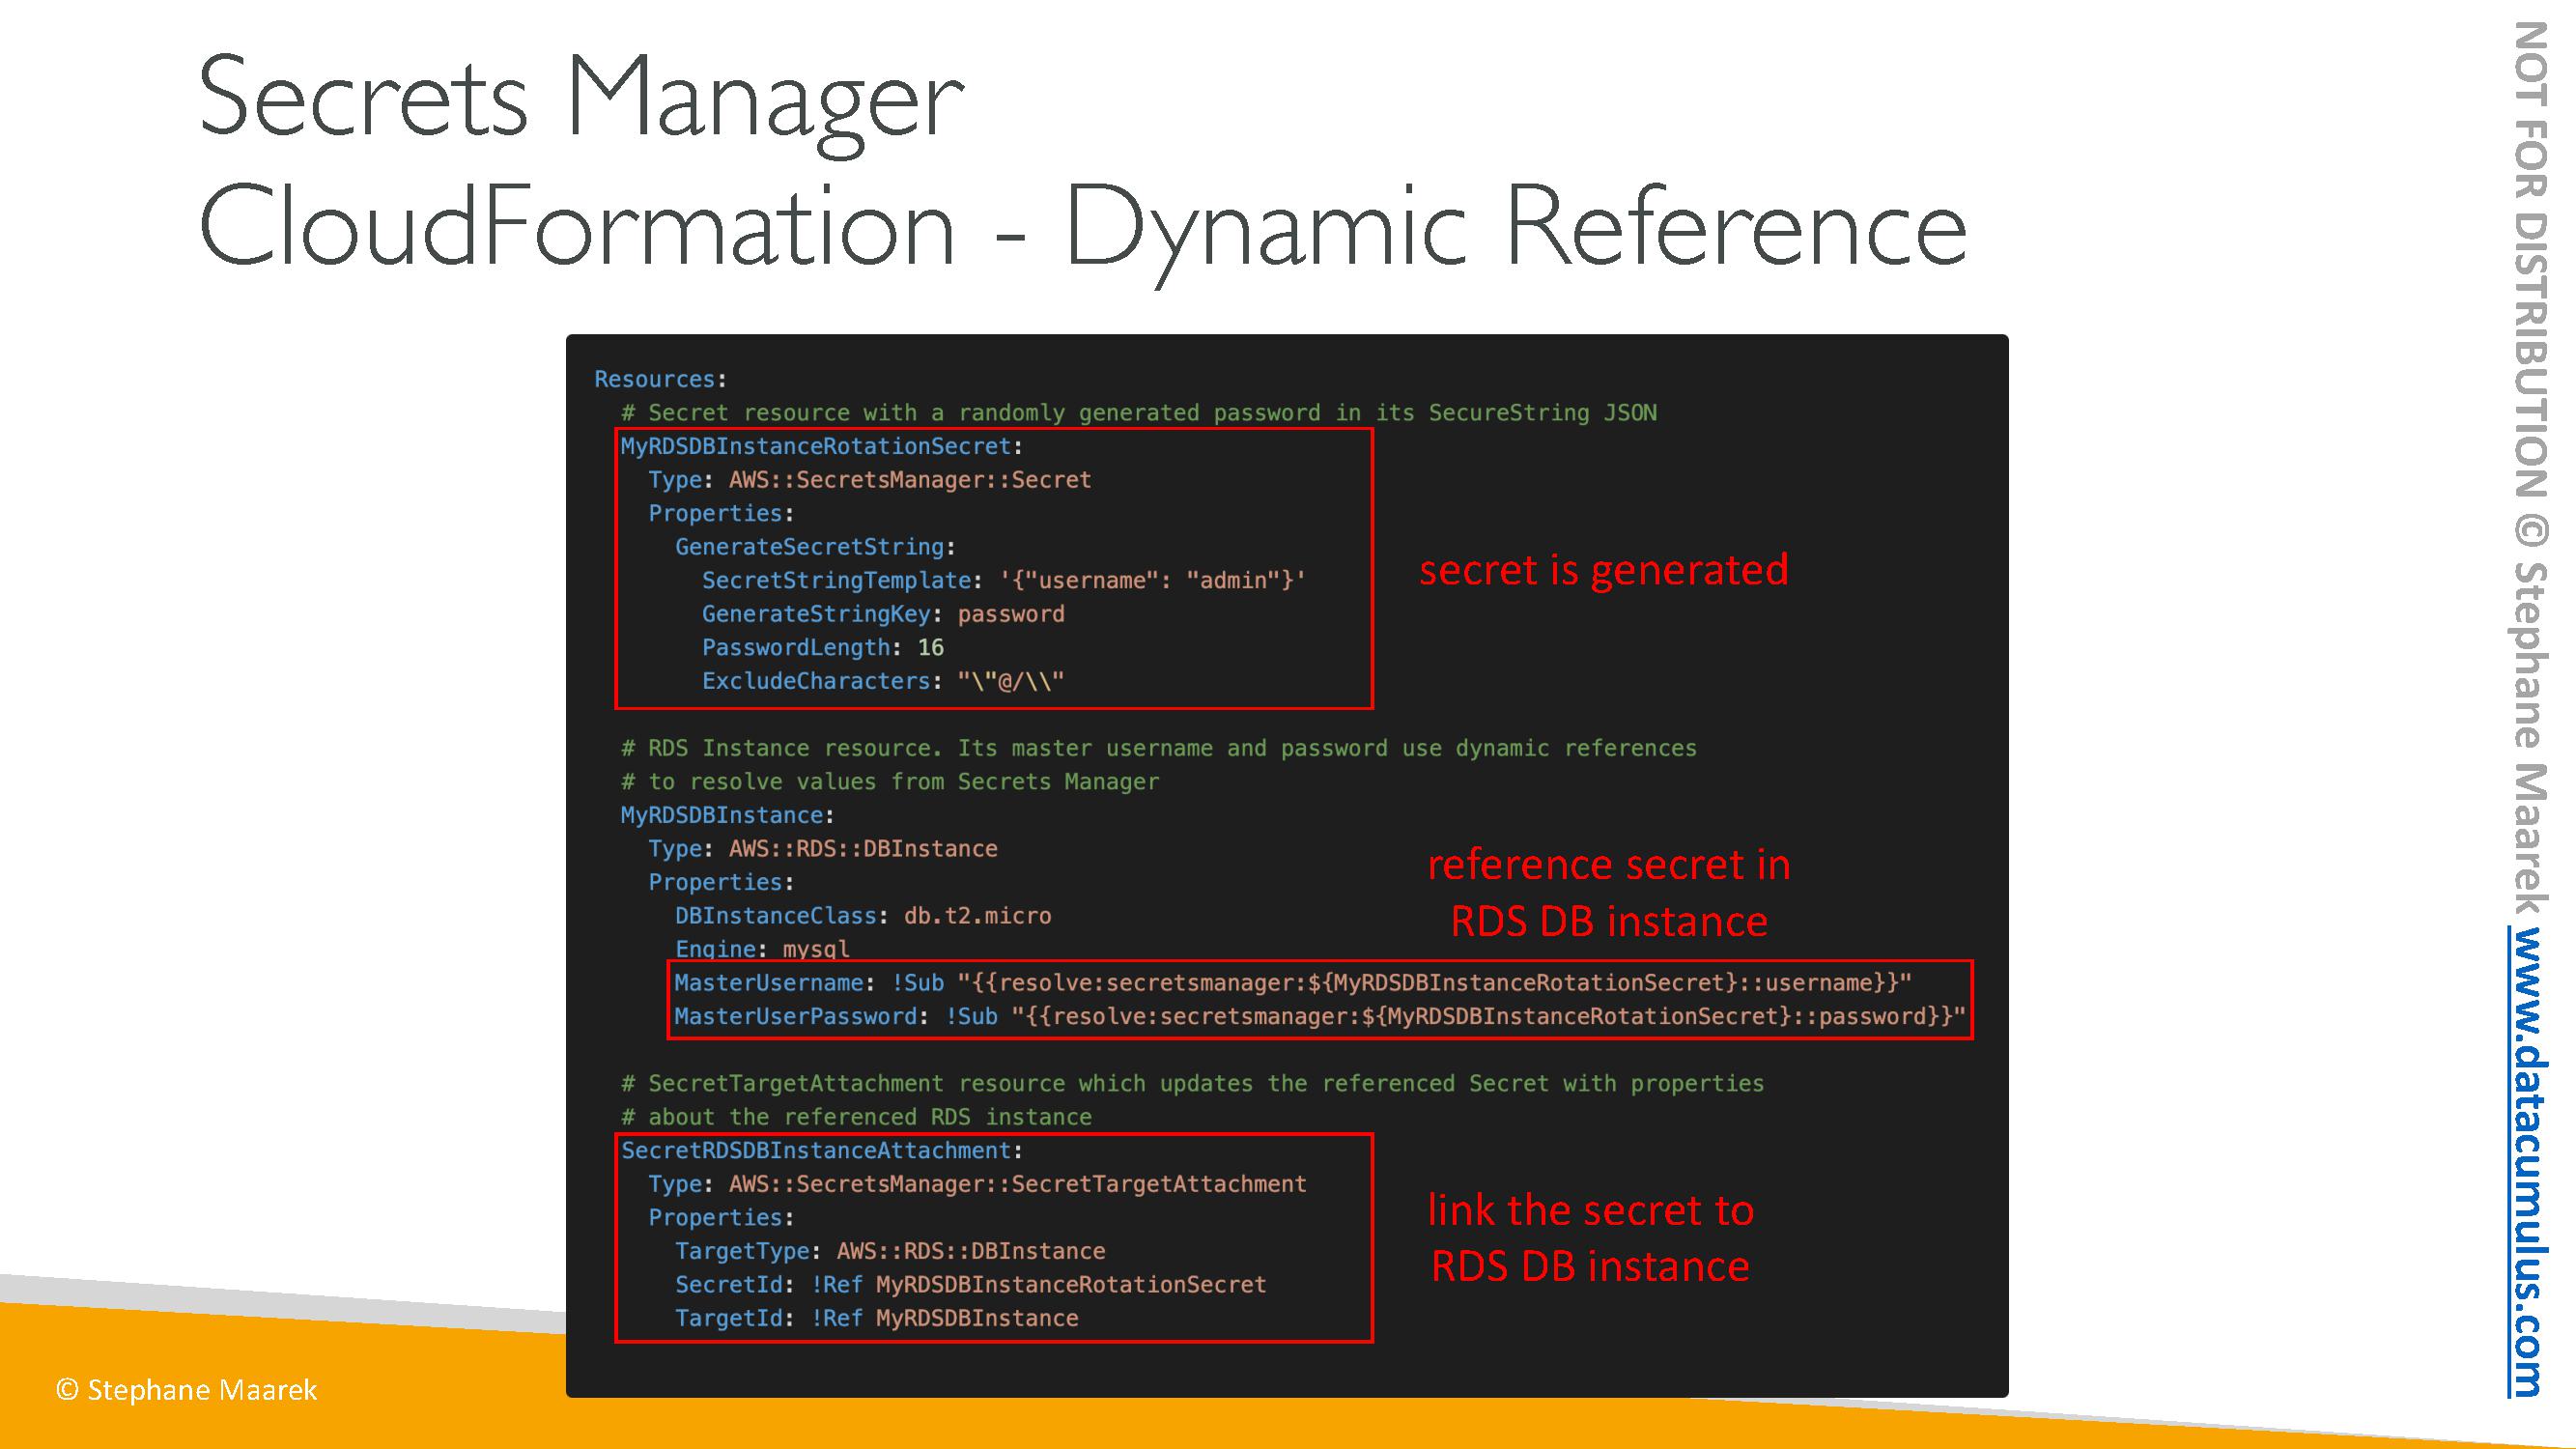 Secrets Manager
CloudFormation - Dynamic Reference
Resources:
# Secret resource with a randomly generated password in its SecureString JSON
MyRDSDBInstanceRotationSecret:
Type: AWS::SecretsManager::Secret
Properties:
GenerateSecretString:
SecretStringTemplate: '{"username": "admin"}'
GenerateStringKey: password
PasswordLength: 16
ExcludeCharacters: "\"@/\\"
secret is generated
# RDS Instance resource. Its master username and password use dynamic references
# to resolve values from Secrets Manager
MyRDSDBInstance:
Type: AWS::RDS::DBInstance
Properties:
DBInstanceClass: db.t2.micro
Engine: mysql
MasterUsername: !Sub "{{resolve:secretsmanager:${MyRDSDBInstanceRotationSecret}::username}}"
MasterUserPassword: !Sub "{{resolve:secretsmanager:${MyRDSDBInstanceRotationSecret}::password}}"
reference secret in
RDS DB instance
# SecretTargetAttachment resource which updates the referenced Secret with properties
# about the referenced RDS instance
SecretRDSDBInstanceAttachment:
Type: AWS::SecretsManager::SecretTargetAttachment
Properties:
TargetType: AWS::RDS::DBInstance
SecretId: !Ref MyRDSDBInstanceRotationSecret
TargetId: !Ref MyRDSDBInstance
link the secret to
RDS DB instance
© Stephane Maarek
NOT FOR DISTRIBUTION © Stephane Maarek www.datacumulus.com